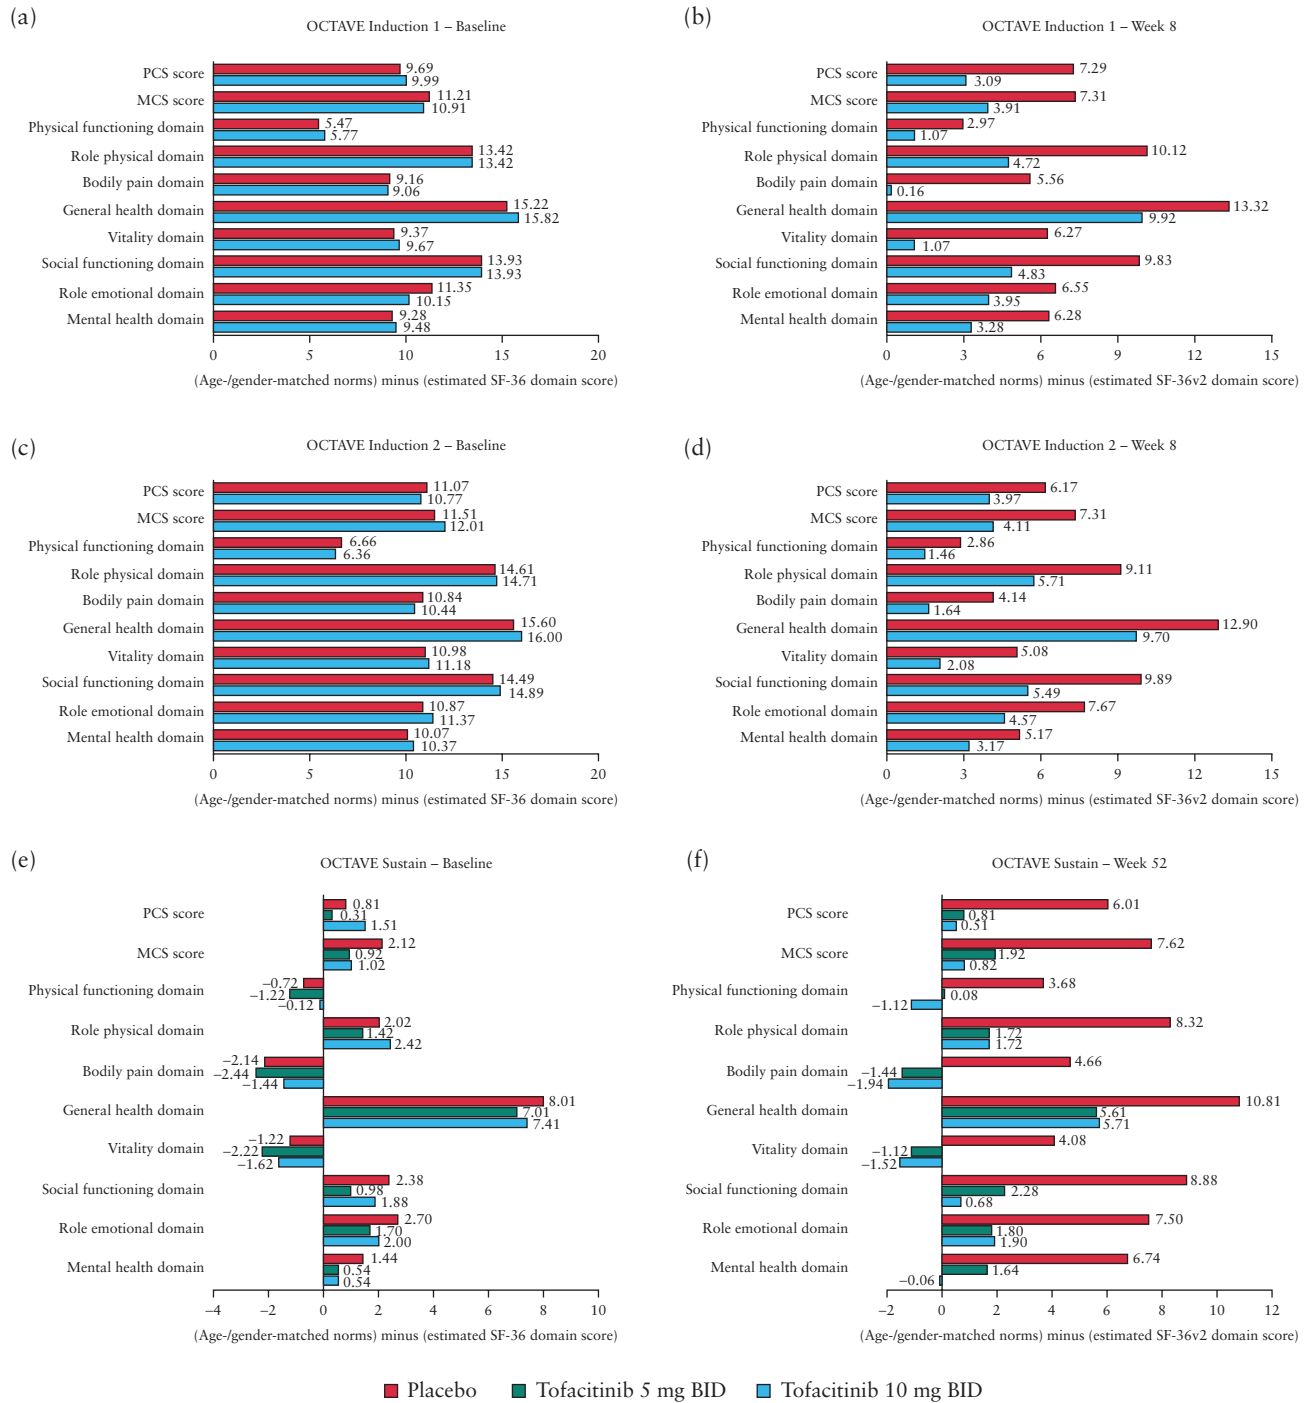 (a)
OCTAVE Induction 1 – Baseline
PCS score
9.69
9.99
MCS score
11.21
10.91
Physical functioning domain
5.47
5.77
Role physical domain
13.42
13.42
Bodily pain domain
9.16
9.06
General health domain
15.22
15.82
Vitality domain
9.37
9.67
Social functioning domain
13.93
13.93
Role emotional domain
11.35
10.15
Mental health domain
9.28
9.48
0 5 10 15 20
(Age-/gender-matched norms) minus (estimated SF-36 domain score)
(b)
OCTAVE Induction 1 – Week 8
PCS score
7.29
3.09
MCS score
7.31
3.91
Physical functioning domain
2.97
1.07
Role physical domain
10.12
4.72
Bodily pain domain
5.56
0.16
General health domain
13.32
9.92
Vitality domain
6.27
1.07
Social functioning domain
9.83
4.83
Role emotional domain
6.55
3.95
Mental health domain
6.28
3.28
0 3 6 9 12 15
(Age-/gender-matched norms) minus (estimated SF-36v2 domain score)
(c)
OCTAVE Induction 2 – Baseline
PCS score
11.07
10.77
MCS score
11.51
12.01
Physical functioning domain
6.66
6.36
Role physical domain
14.61
14.71
Bodily pain domain
10.84
10.44
General health domain
15.60
16.00
Vitality domain
10.98
11.18
Social functioning domain
14.49
14.89
Role emotional domain
10.87
11.37
Mental health domain
10.07
10.37
0 5 10 15 20
(Age-/gender-matched norms) minus (estimated SF-36 domain score)
(d)
OCTAVE Induction 2 – Week 8
PCS score
6.17
3.97
MCS score
7.31
4.11
Physical functioning domain
2.86
1.46
Role physical domain
9.11
5.71
Bodily pain domain
4.14
1.64
General health domain
12.90
9.70
Vitality domain
5.08
2.08
Social functioning domain
9.89
5.49
Role emotional domain
7.67
4.57
Mental health domain
5.17
3.17
0 3 6 9 12 15
(Age-/gender-matched norms) minus (estimated SF-36v2 domain score)
(e)
OCTAVE Sustain – Baseline
PCS score
0.81
0.31
1.51
MCS score
2.12
0.92
1.02
Physical functioning domain
–0.72
–1.22
–0.12
Role physical domain
2.02
1.42
2.42
Bodily pain domain
–2.14
–2.44
–1.44
General health domain
8.01
7.01
7.41
Vitality domain
–1.22
–2.22
–1.62
Social functioning domain
2.38
0.98
1.88
Role emotional domain
2.70
1.70
2.00
Mental health domain
1.44
0.54
0.54
–4 –2 0 2 4 6 8 10
(Age-/gender-matched norms) minus (estimated SF-36 domain score)
(f)
OCTAVE Sustain – Week 52
PCS score
6.01
0.81
0.51
MCS score
7.62
1.92
0.82
Physical functioning domain
3.68
0.08
–1.12
Role physical domain
8.32
1.72
1.72
Bodily pain domain
4.66
–1.44
–1.94
General health domain
10.81
5.61
5.71
Vitality domain
4.08
–1.12
–1.52
Social functioning domain
8.88
2.28
0.68
Role emotional domain
7.50
1.80
1.90
Mental health domain
6.74
1.64
–0.06
–2 0 2 4 6 8 10 12
(Age-/gender-matched norms) minus (estimated SF-36v2 domain score)
Placebo Tofacitinib 5 mg BID Tofacitinib 10 mg BID